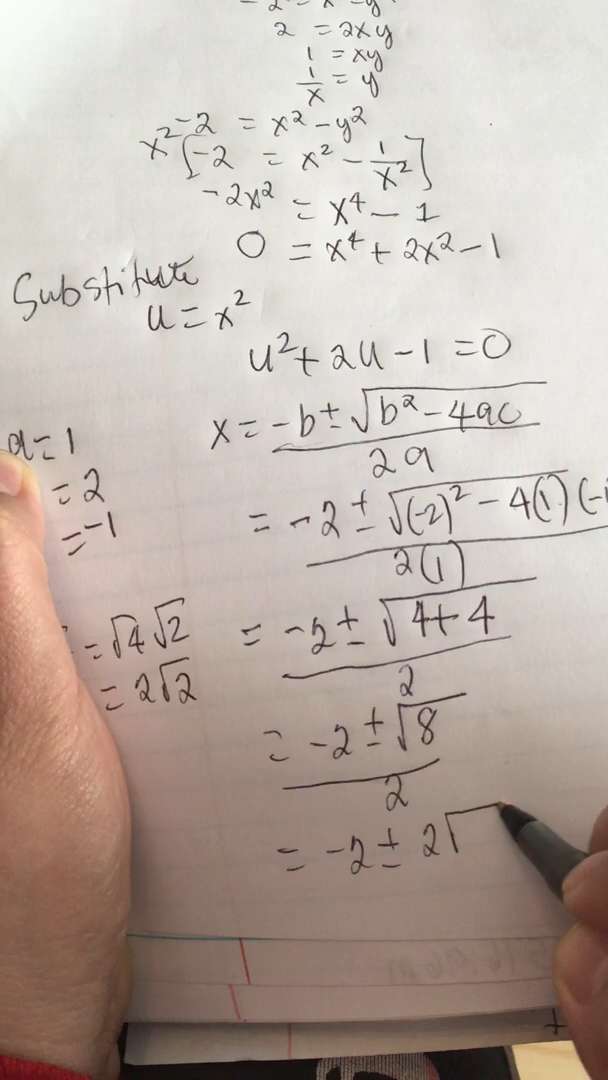 2 = 2xy
1 = xy
1/x = y
-2 = x² - y²
x² [-2 = x² - 1/x²]
-2x² = x⁴ - 1
0 = x⁴ + 2x² - 1
Substitute
u = x²
u² + 2u - 1 = 0
a = 1
= 2
= -1
x = -b ± √b² - 4ac
2a
= -2 ± √(-2)² - 4(1)(-1
2(1)
= -2 ± √4+4
2
= √4 √2
= 2√2
= -2 ± √8
2
= -2 ± 2√